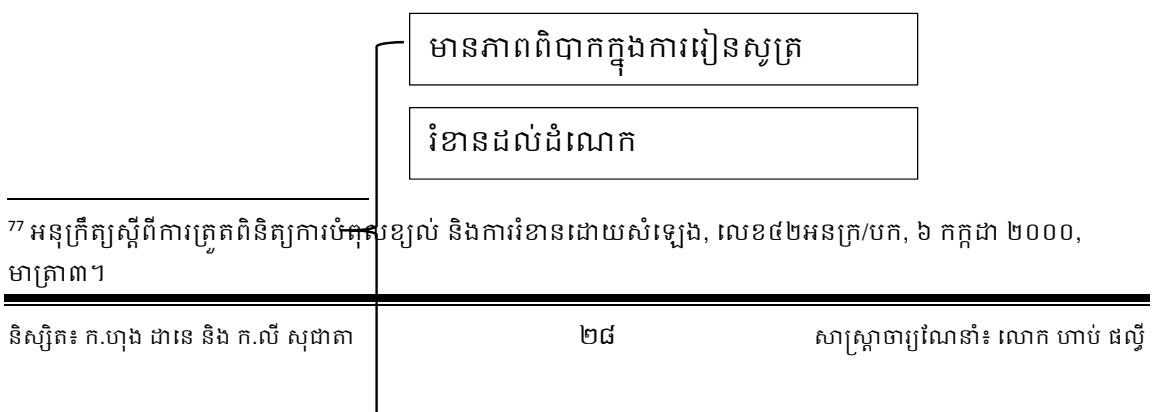 មានភាពពិបាកក្នុងការរៀនសូត្រ
រំខានដល់ដំណេក
77 អនុក្រឹត្យស្តីពីការត្រួតពិនិត្យការបំពុលខ្យល់ និងការរំខានដោយសំឡេង, លេខ៤២អនក្រ/បក, ៦ កក្កដា ២០០០,
មាត្រា៣។
និស្សិត៖ ក.ហុង ដានេ និង ក.លី សុជាតា ២៨ សាស្ត្រាចារ្យណែនាំ៖ លោក ហាប់ ផល្វី